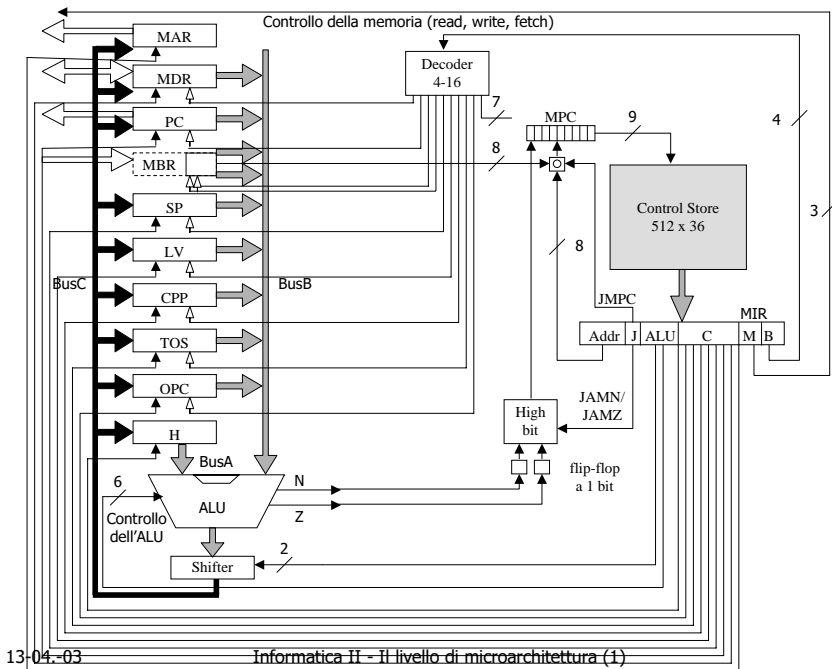 Controllo della memoria (read, write, fetch)
MAR
MDR
PC
MBR
SP
LV
CPP
TOS
OPC
H
BusC
BusB
BusA
Decoder
4-16
7
MPC
9
4
8
3
Control Store
512 x 36
8
JMPC
MIR
Addr J ALU C M B
JAMN/
JAMZ
High
bit
flip-flop
a 1 bit
N
Z
6
ALU
Controllo
dell'ALU
2
Shifter
13-04.-03 Informatica II - Il livello di microarchitettura (1)